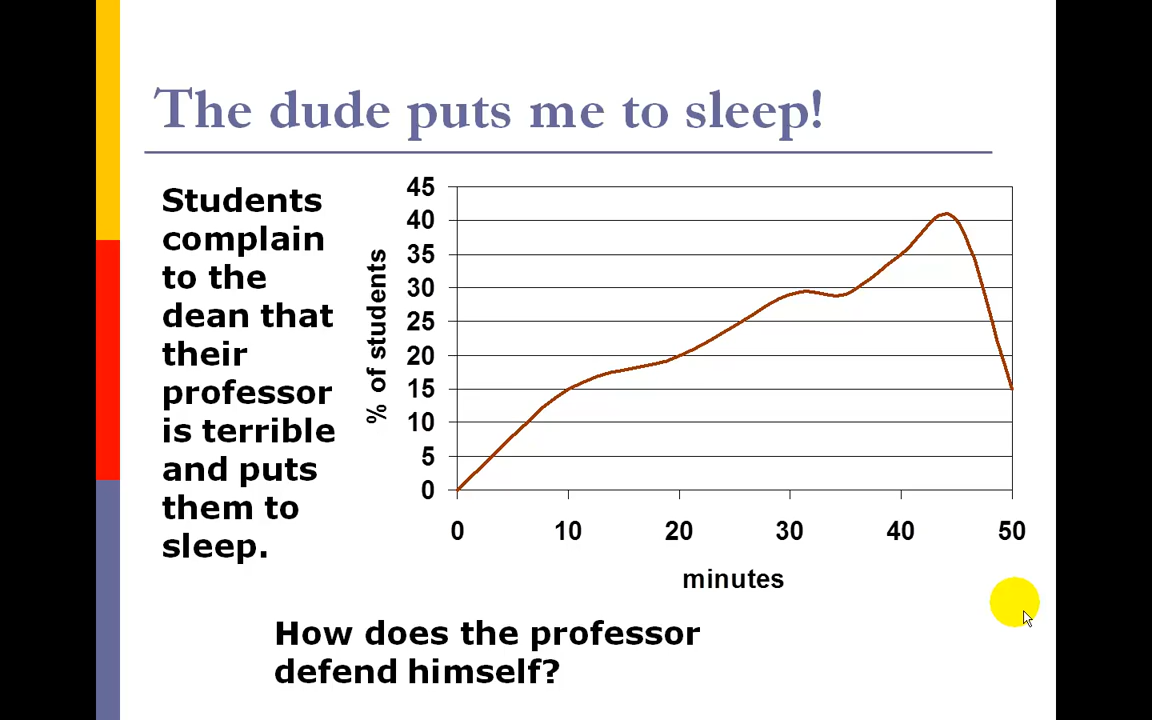 The dude puts me to sleep!
Students
complain
to the
dean that
their
professor
is terrible
and puts
them to
sleep.
% of students
45
40
35
30
25
20
15
10
5
0
0 10 20 30 40 50
minutes
How does the professor
defend himself?